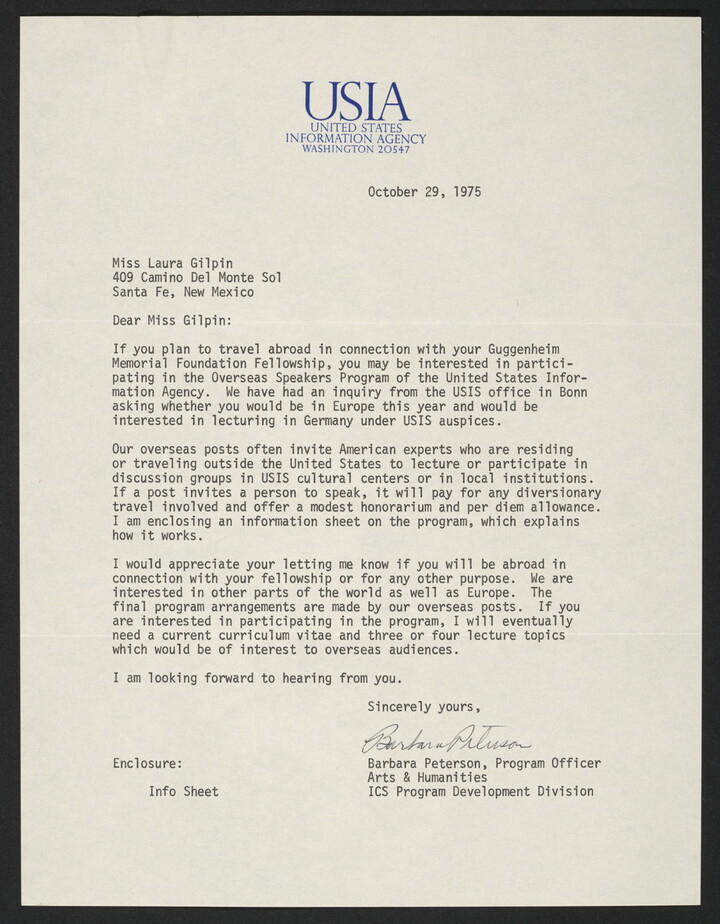 USIA
UNITED STATES
INFORMATION AGENCY
WASHINGTON 20547
October 29, 1975
Miss Laura Gilpin
409 Camino Del Monte Sol
Santa Fe, New Mexico
Dear Miss Gilpin:
If you plan to travel abroad in connection with your Guggenheim
Memorial Foundation Fellowship, you may be interested in partici-
pating in the Overseas Speakers Program of the United States Infor-
mation Agency.  We have had an inquiry from the USIS office in Bonn
asking whether you would be in Europe this year and would be
interested in lecturing in Germany under USIS auspices.
Our overseas posts often invite American experts who are residing
or traveling outside the United States to lecture or participate in
discussion groups in USIS cultural centers or in local institutions.
If a post invites a person to speak, it will pay for any diversionary
travel involved and offer a modest honorarium and per diem allowance.
I am enclosing an information sheet on the program, which explains
how it works.
I would appreciate your letting me know if you will be abroad in
connection with your fellowship or for any other purpose.  We are
interested in other parts of the world as well as Europe.  The
final program arrangements are made by our overseas posts.  If you
are interested in participating in the program, I will eventually
need a current curriculum vitae and three or four lecture topics
which would be of interest to overseas audiences.
I am looking forward to hearing from you.
Sincerely yours,
Barbara Peterson
Enclosure:
Info Sheet
Barbara Peterson, Program Officer
Arts & Humanities
ICS Program Development Division